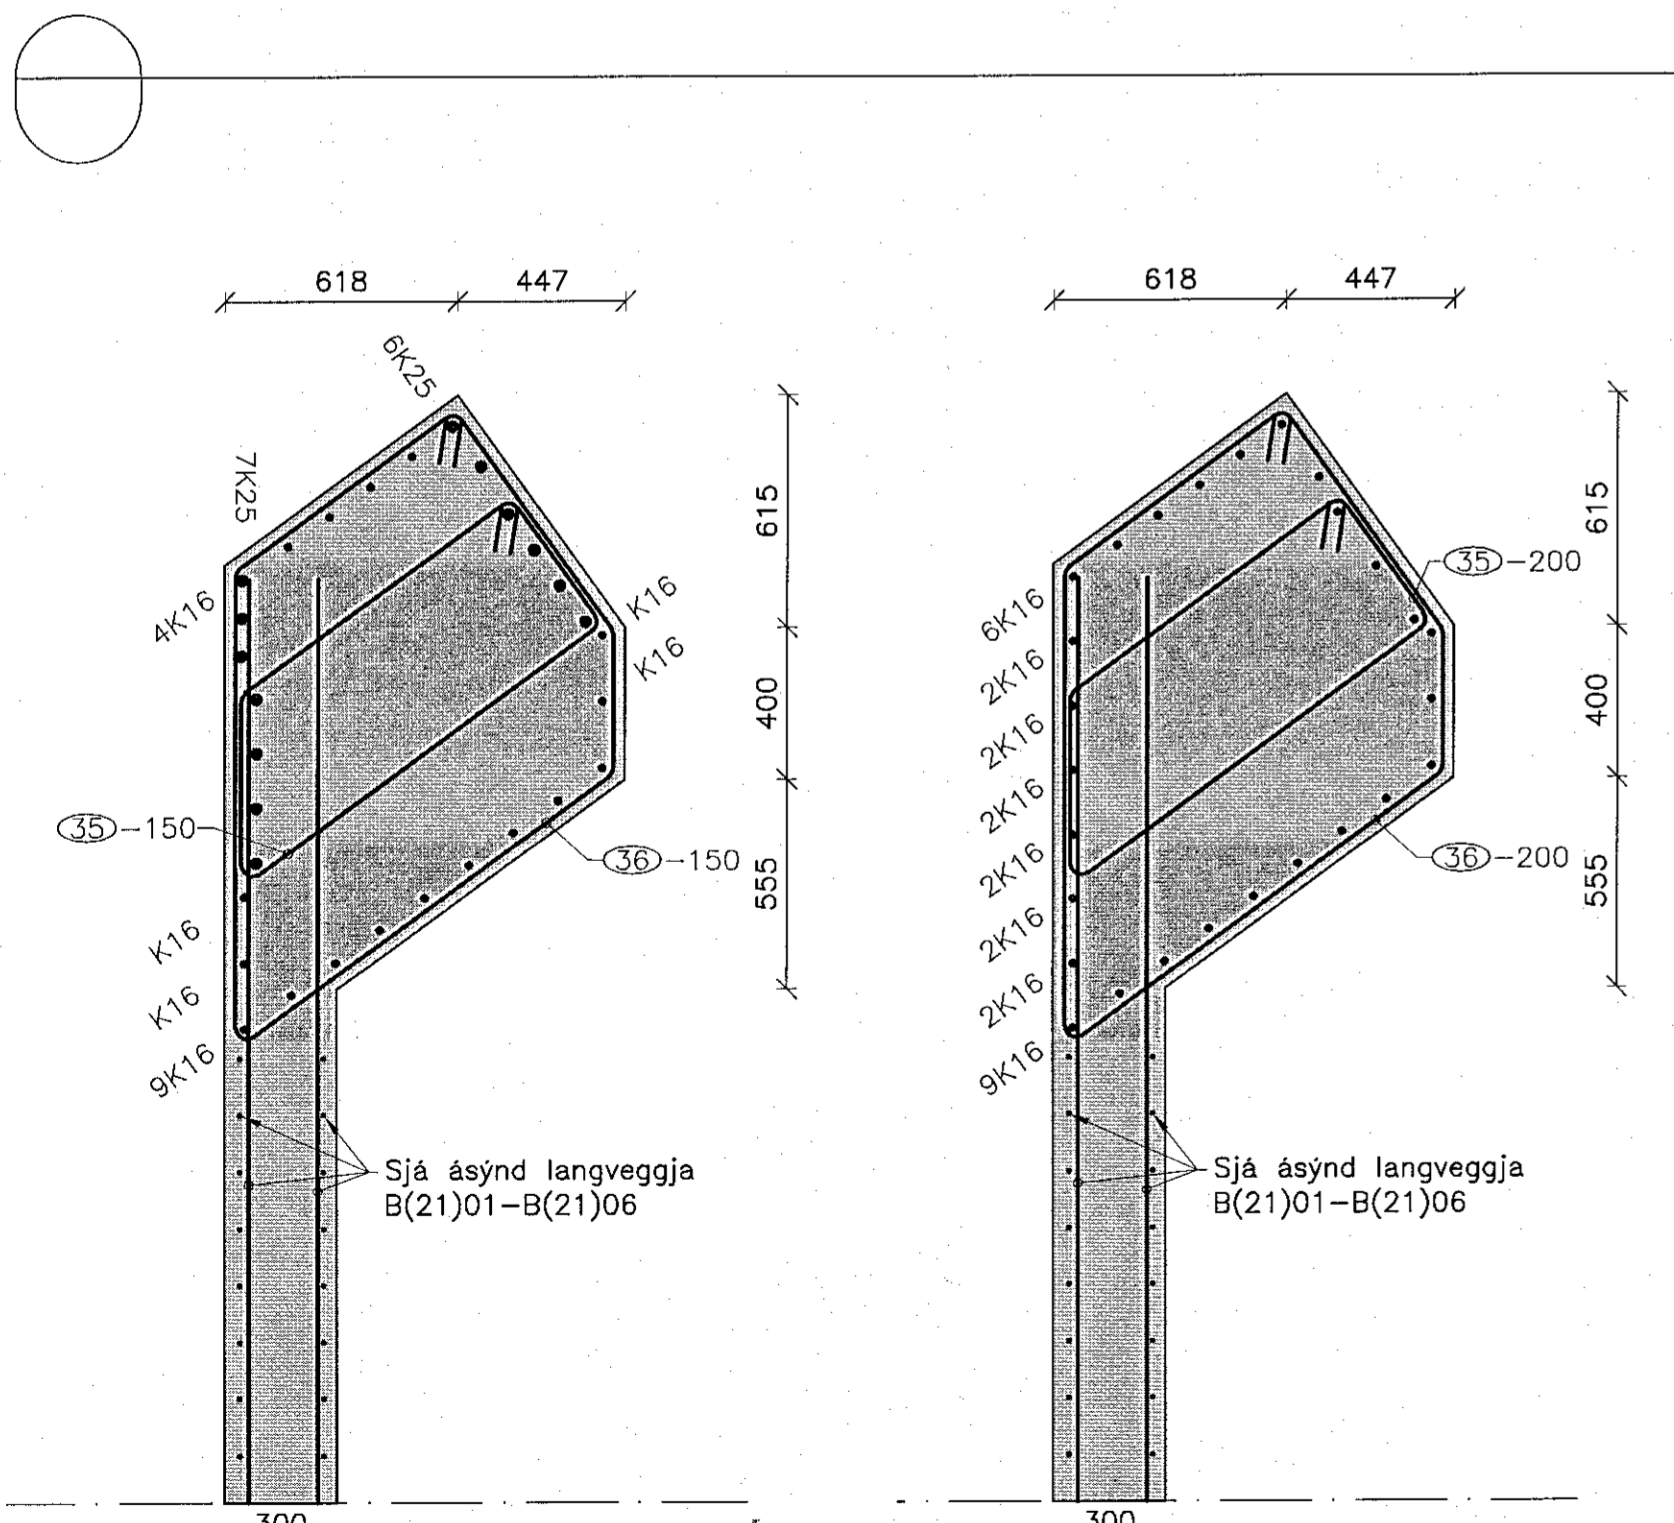 618 447
6K25
7K25
615
4K16
K16
K16
400
35-150
36-150
555
K16
K16
9K16
Sjá ásýnd langveggja
B(21)01-B(21)06
300
618 447
615
35-200
6K16
2K16
2K16
400
2K16
2K16
36-200
555
2K16
2K16
9K16
Sjá ásýnd langveggja
B(21)01-B(21)06
300